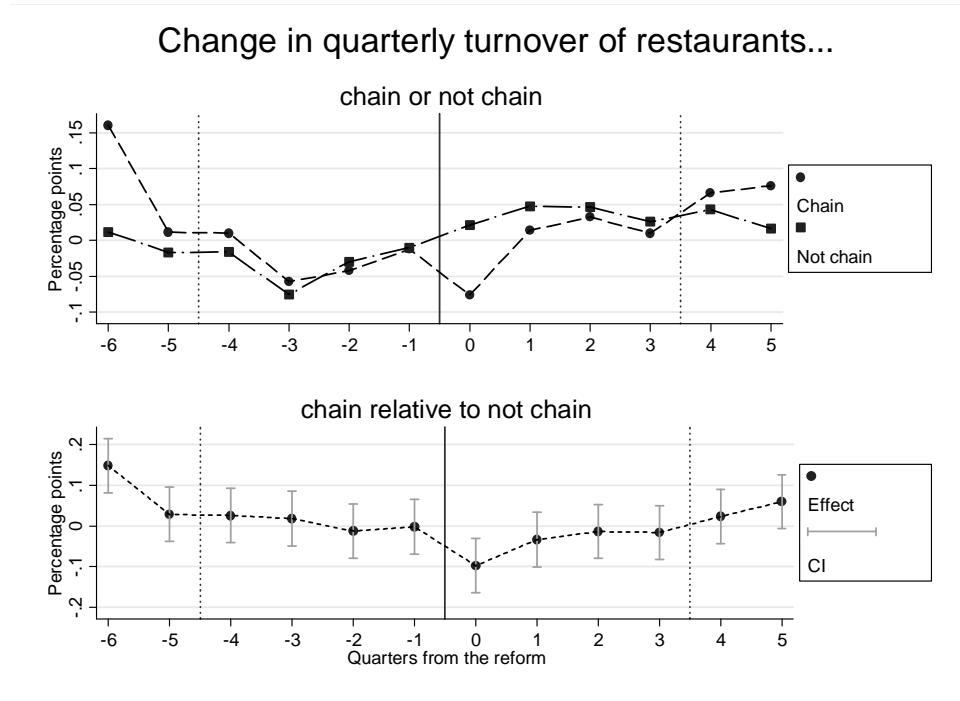 Change in quarterly turnover of restaurants...
chain or not chain
Percentage points
.15
.1
.05
0
-.05
-.1
-6 -5 -4 -3 -2 -1 0 1 2 3 4 5
Chain
Not chain
chain relative to not chain
Percentage points
.2
.1
0
-.1
-.2
-6 -5 -4 -3 -2 -1 0 1 2 3 4 5
Quarters from the reform
Effect
CI